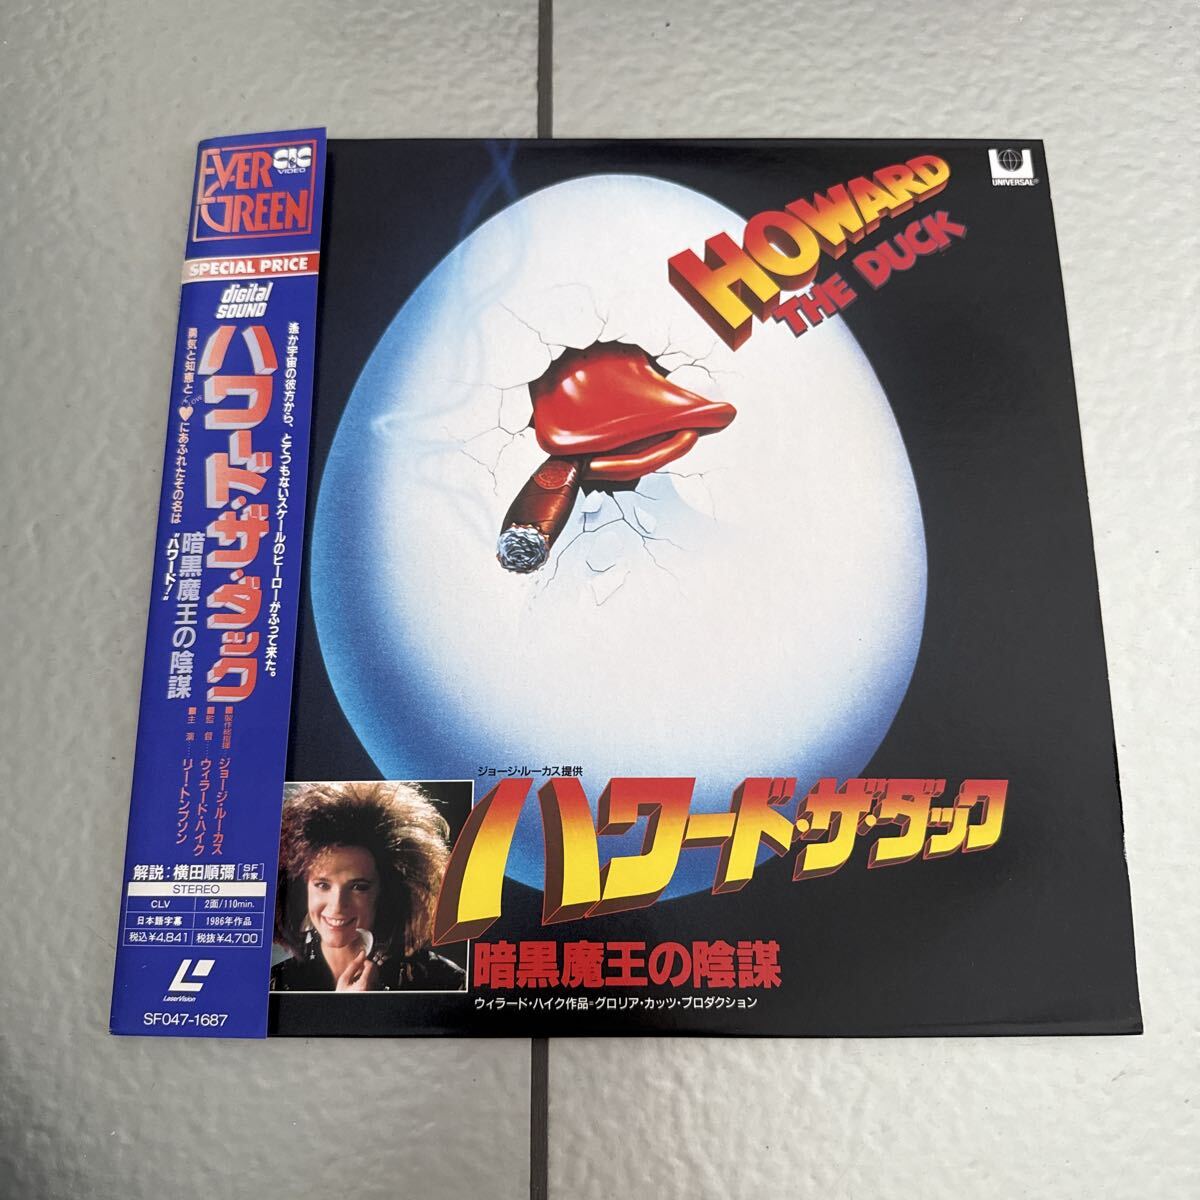 EVER GREEN
CIC
VIDEO
SPECIAL PRICE
digital SOUND
遥か宇宙の彼方から、とてつもないスケールのヒーローがふって来た。
ハワード・ザ・ダック
勇気と知恵と LOVE にあふれたその名は
“ハワード!”
暗黒魔王の陰謀
■製作総指揮…ジョージ・ルーカス
■監督……ウィラード・ハイク
■主演……リー・トンプソン
解説:横田順彌[SF作家]
STEREO
CLV 2面/110min.
日本語字幕 1986年作品
税込¥4,841 税抜¥4,700
LaserVision
SF047-1687
HOWARD
THE DUCK
UNIVERSAL®
ジョージ・ルーカス提供
ハワード・ザ・ダック
暗黒魔王の陰謀
ウィラード・ハイク作品=グロリア・カッツ・プロダクション